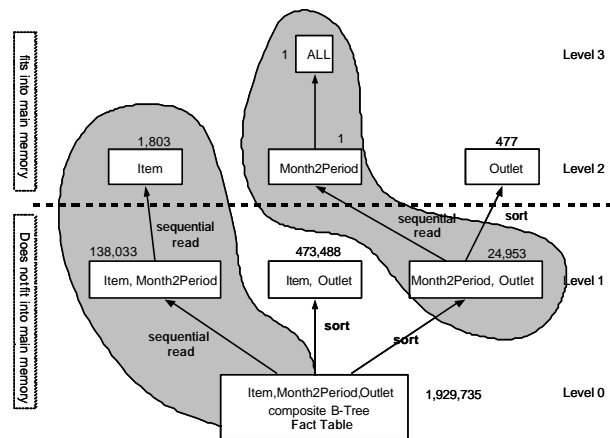 fits into main memory
1
ALL
Level 3
1,803
Item
1
Month2Period
477
Outlet
Level 2
sequential
read
sequential
read
sort
Does notfit into main memory
138,033
Item, Month2Period
473,488
Item, Outlet
24,953
Month2Period, Outlet
Level 1
sequential
read
sort
sort
Item,Month2Period,Outlet
composite B-Tree
Fact Table
1,929,735
Level 0